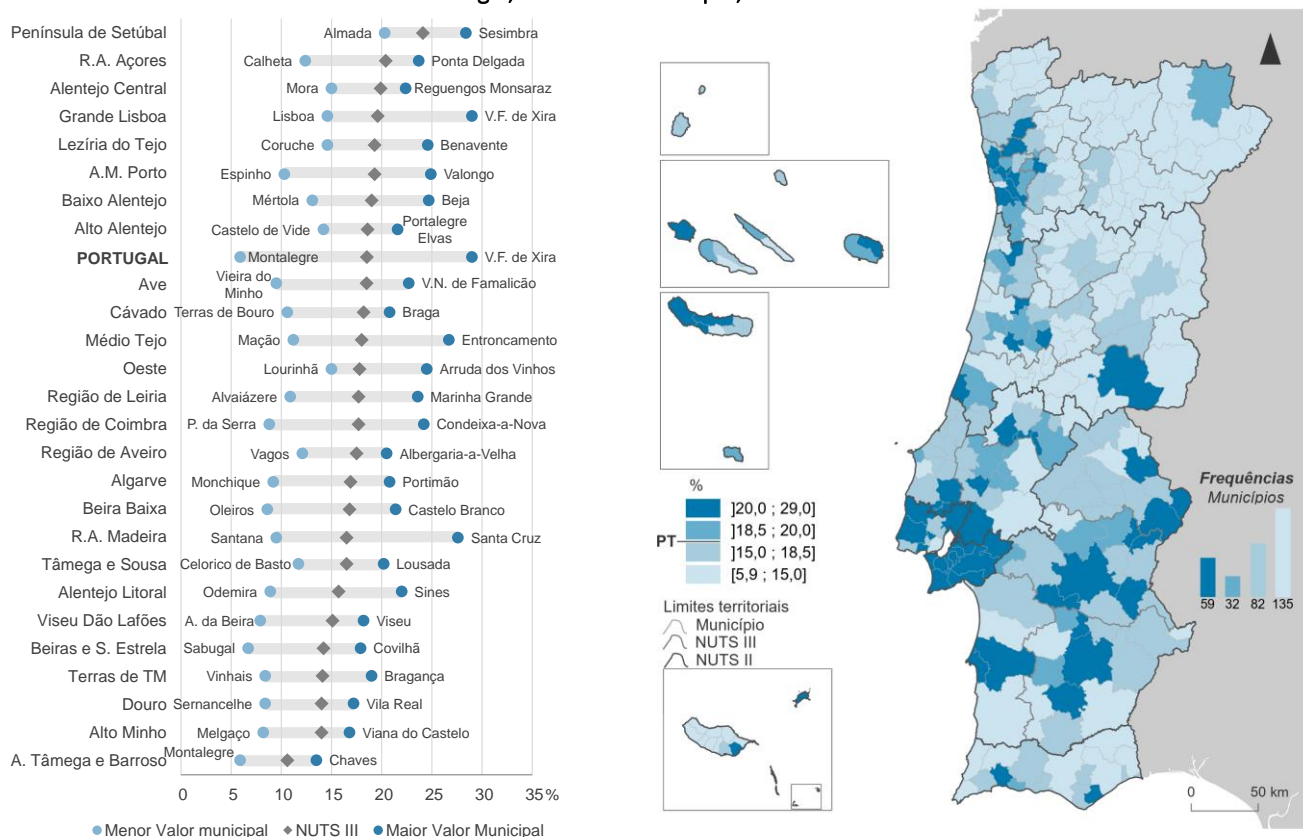 Península de Setúbal Almada Sesimbra
R.A. Açores Calheta Ponta Delgada
Alentejo Central Mora Reguengos Monsaraz
Grande Lisboa Lisboa V.F. de Xira
Lezíria do Tejo Coruche Benavente
A.M. Porto Espinho Valongo
Baixo Alentejo Mértola Beja
Alto Alentejo Castelo de Vide Portalegre
Elvas
PORTUGAL Montalegre V.F. de Xira
Ave Vieira do
Minho V.N. de Famalicão
Cávado Terras de Bouro Braga
Médio Tejo Mação Entroncamento
Oeste Lourinhã Arruda dos Vinhos
Região de Leiria Alvaiázere Marinha Grande
Região de Coimbra P. da Serra Condeixa-a-Nova
Região de Aveiro Vagos Albergaria-a-Velha
Algarve Monchique Portimão
Beira Baixa Oleiros Castelo Branco
R.A. Madeira Santana Santa Cruz
Tâmega e Sousa Celorico de Basto Lousada
Alentejo Litoral Odemira Sines
Viseu Dão Lafões A. da Beira Viseu
Beiras e S. Estrela Sabugal Covilhã
Terras de TM Vinhais Bragança
Douro Sernancelhe Vila Real
Alto Minho Melgaço Viana do Castelo
A. Tâmega e Barroso Montalegre Chaves
0 5 10 15 20 25 30 35 %
Menor Valor municipal NUTS III Maior Valor Municipal
%
]20,0 ; 29,0]
]18,5 ; 20,0]
PT
]15,0 ; 18,5]
[5,9 ; 15,0]
Limites territoriais
Município
NUTS III
NUTS II
Frequências
Municípios
59 32 82 135
0 50 km